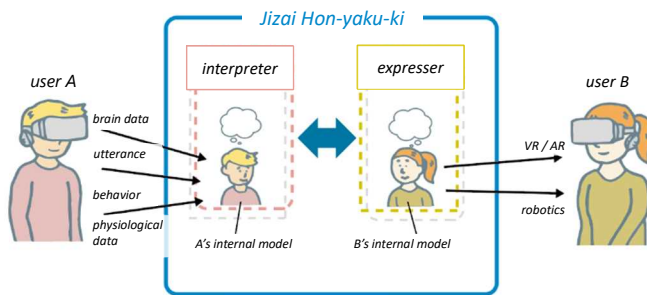 Jizai Hon-yaku-ki
user A
interpreter
expresser
user B
brain data
utterance
behavior
physiological
data
VR / AR
robotics
A's internal model
B's internal model